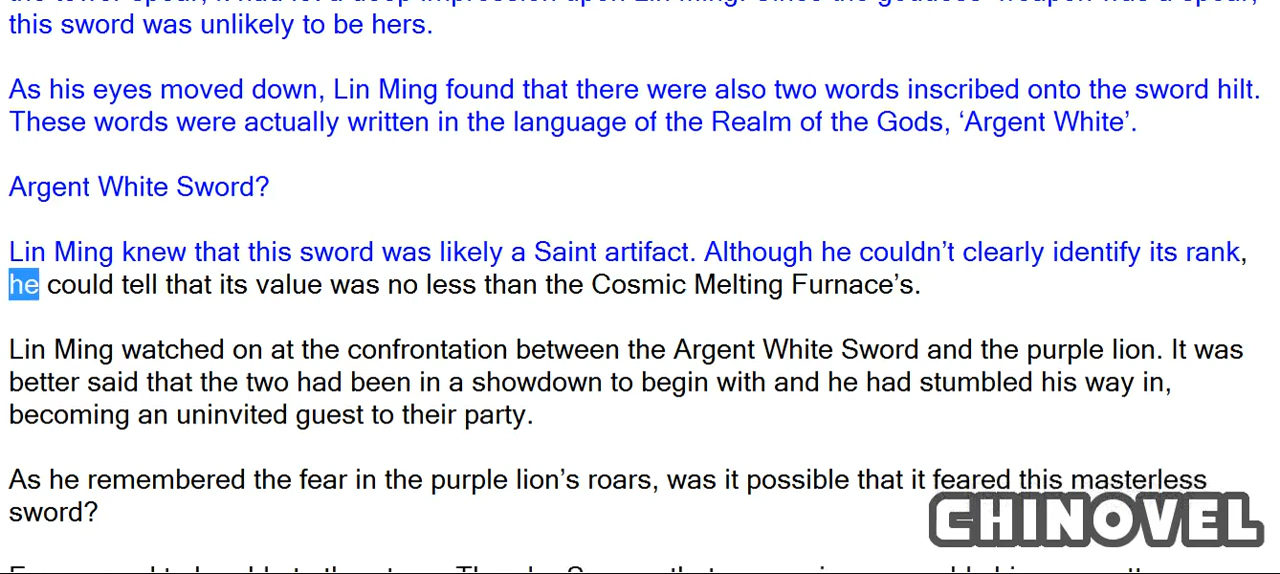 this sword was unlikely to be hers.
As his eyes moved down, Lin Ming found that there were also two words inscribed onto the sword hilt.
These words were actually written in the language of the Realm of the Gods, ‘Argent White’.
Argent White Sword?
Lin Ming knew that this sword was likely a Saint artifact. Although he couldn’t clearly identify its rank,
he could tell that its value was no less than the Cosmic Melting Furnace’s.
Lin Ming watched on at the confrontation between the Argent White Sword and the purple lion. It was
better said that the two had been in a showdown to begin with and he had stumbled his way in,
becoming an uninvited guest to their party.
As he remembered the fear in the purple lion’s roars, was it possible that it feared this masterless
sword?
CHINOVEL